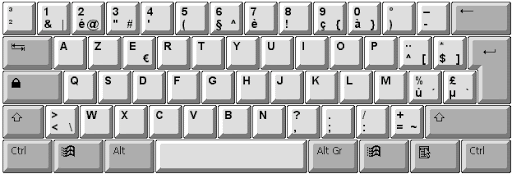 ³ 1 2 3 4 5 6 7 8 9 0 ° _
² & | é @ " # ' ( § ^ è ! ç { à } ) -
A Z E R T Y U I O P ¨ *
€ ^ [ $ ]
Q S D F G H J K L M % £
ù ´ µ `
> W X C V B N ? . / +
< \ , ; : = ~
Ctrl Alt Alt Gr Ctrl